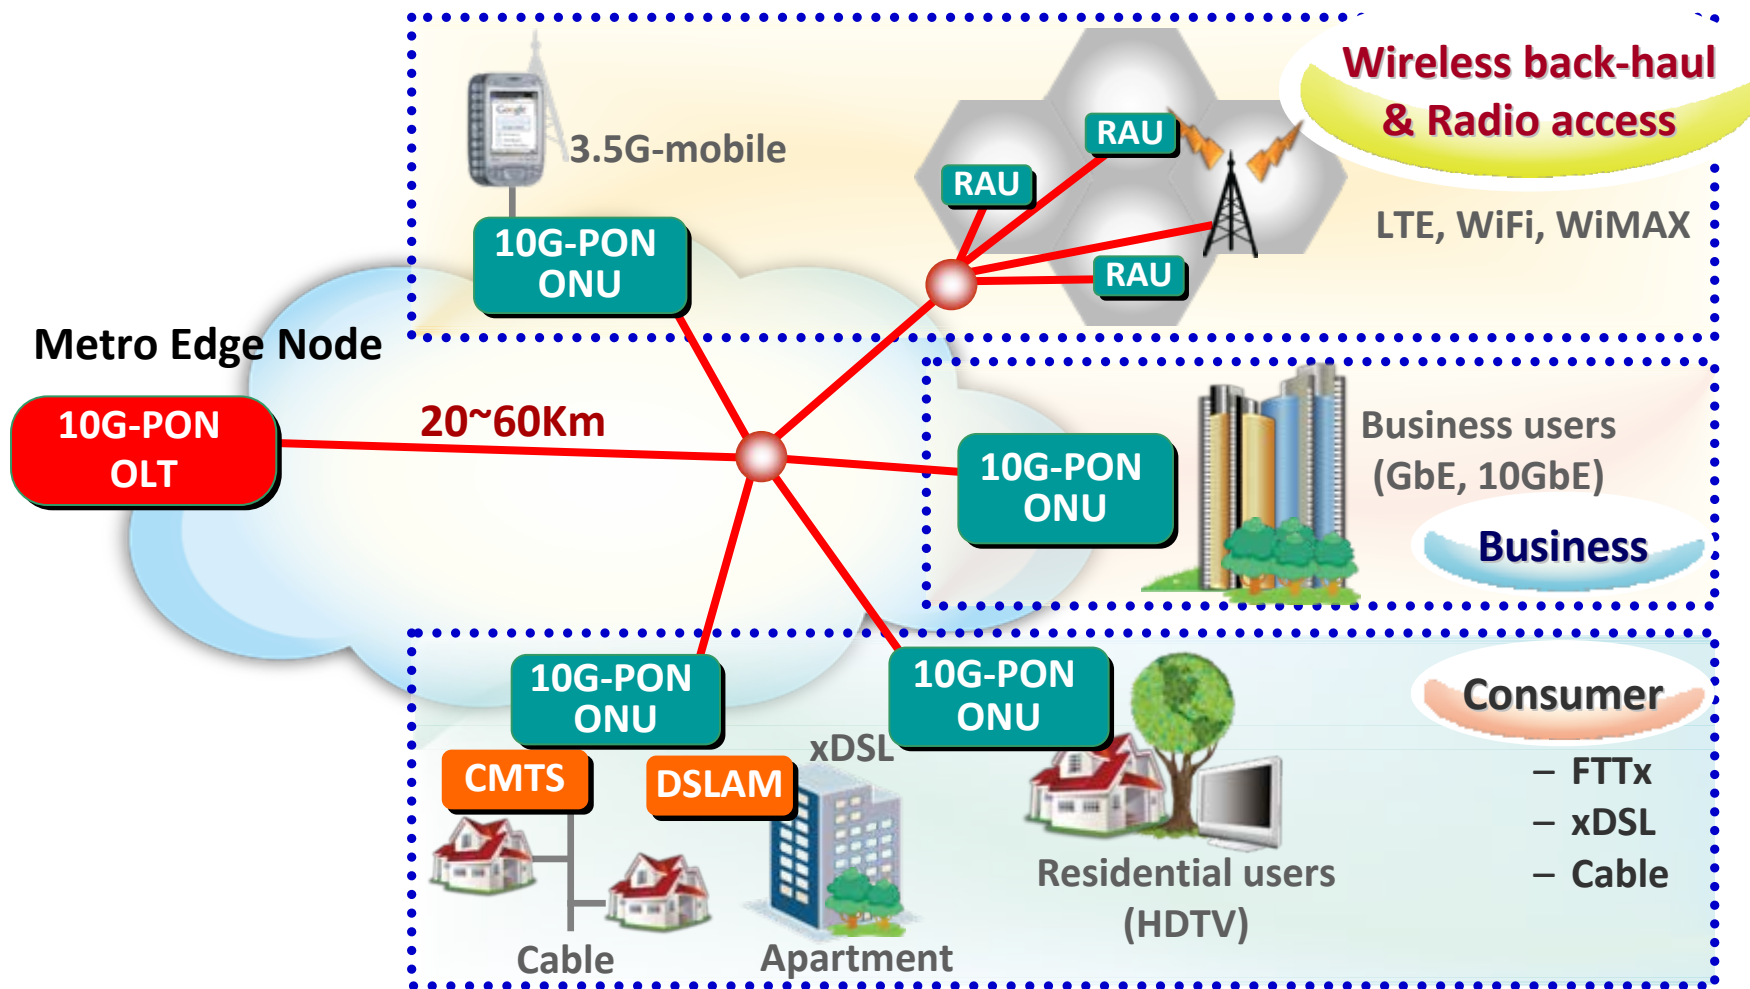 Wireless back-haul
& Radio access
Google
3.5G-mobile
RAU
RAU
RAU
LTE, WiFi, WiMAX
10G-PON
ONU
Metro Edge Node
10G-PON
OLT
20~60Km
10G-PON
ONU
Business users
(GbE, 10GbE)
Business
10G-PON
ONU
10G-PON
ONU
Consumer
– FTTx
– xDSL
– Cable
CMTS
DSLAM
xDSL
Residential users
(HDTV)
Cable
Apartment